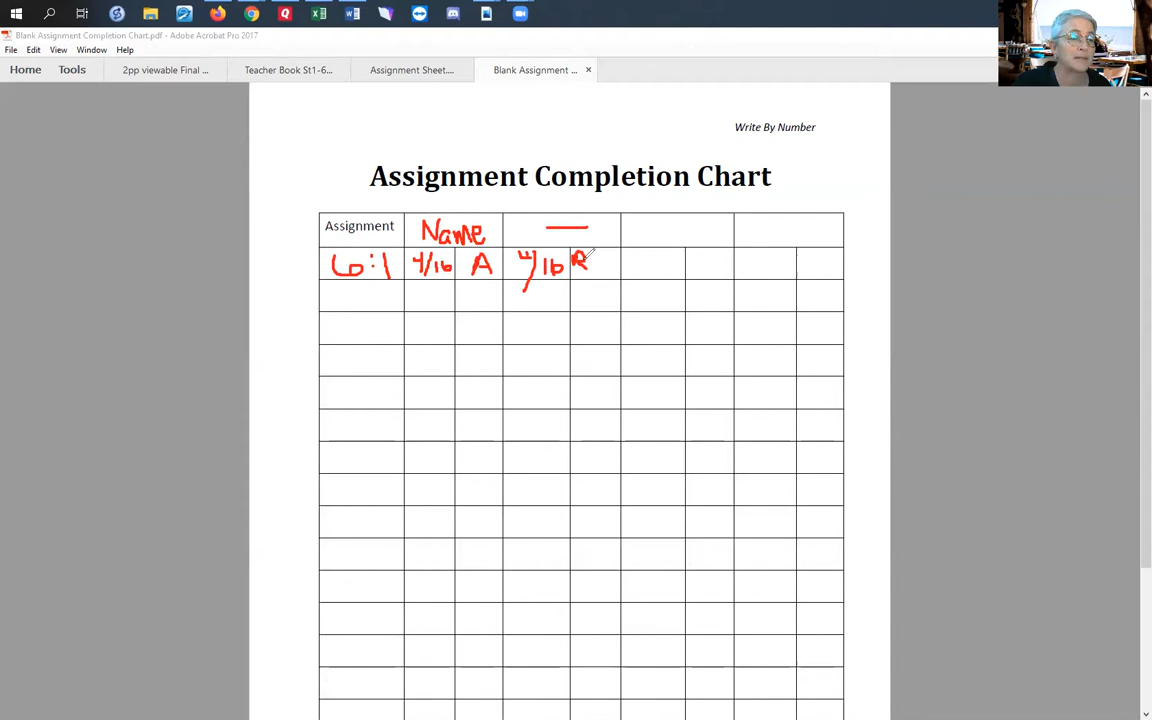 Blank Assignment Completion Chart.pdf - Adobe Acrobat Pro 2017
File Edit View Window Help
Home Tools 2pp viewable Final ... Teacher Book St1-6... Assignment Sheet.... Blank Assignment ... ×
Write By Number
Assignment Completion Chart
Assignment Name —
6:1 4/16 A 4/16 R